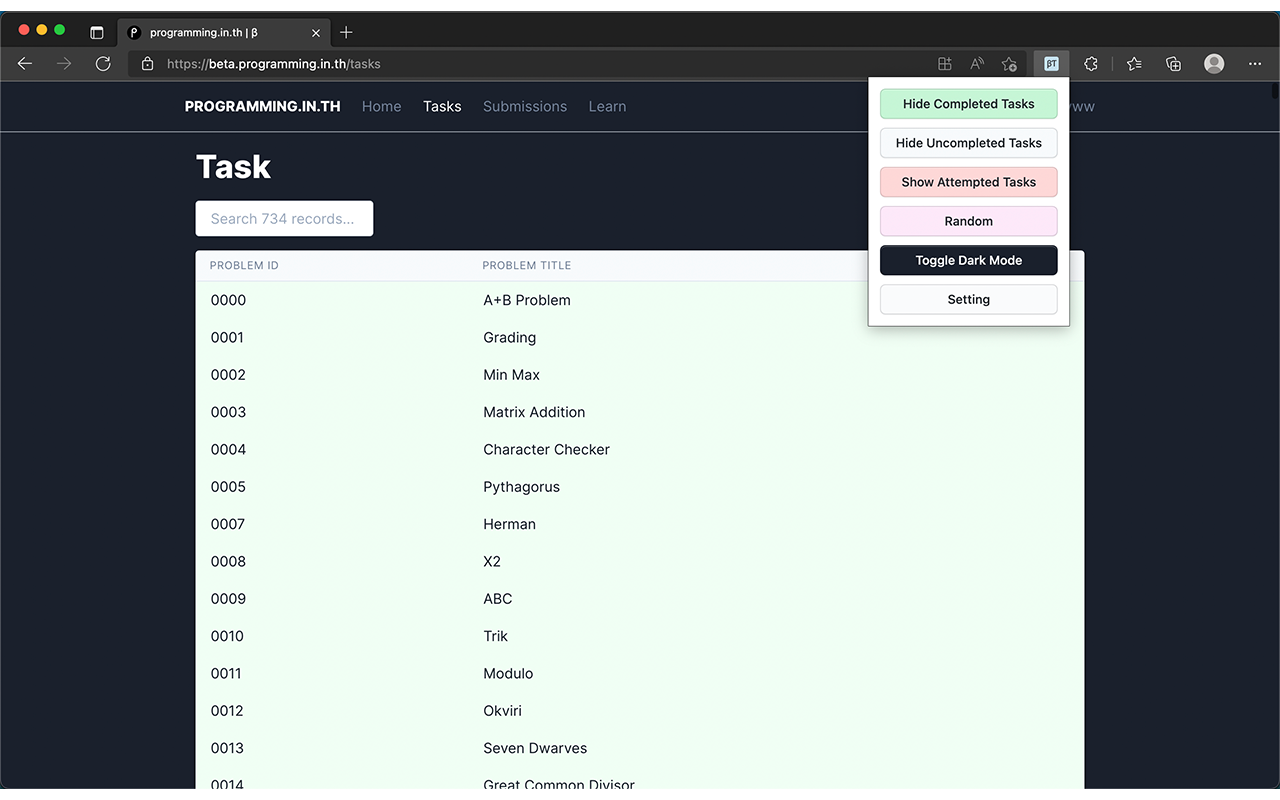 programming.in.th | β
https://beta.programming.in.th/tasks
βT
PROGRAMMING.IN.TH Home Tasks Submissions Learn
Hide Completed Tasks
Hide Uncompleted Tasks
Show Attempted Tasks
Random
Toggle Dark Mode
Setting
Task
Search 734 records...
PROBLEM ID PROBLEM TITLE
0000 A+B Problem
0001 Grading
0002 Min Max
0003 Matrix Addition
0004 Character Checker
0005 Pythagorus
0007 Herman
0008 X2
0009 ABC
0010 Trik
0011 Modulo
0012 Okviri
0013 Seven Dwarves
0014 Great Common Divisor